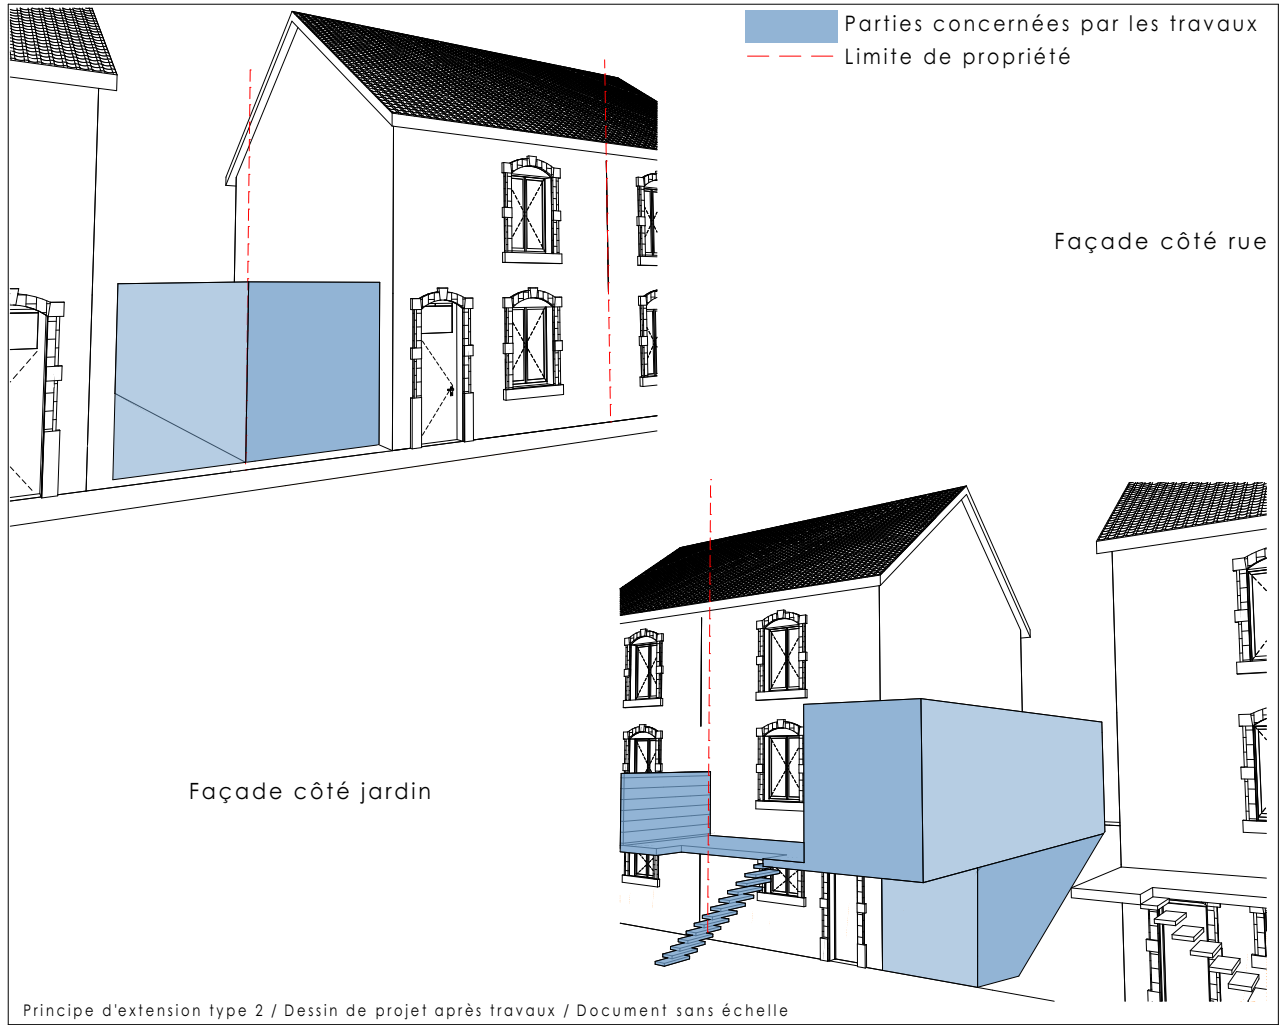 Parties concernées par les travaux
Limite de propriété
Façade côté rue
Façade côté jardin
Principe d'extension type 2 / Dessin de projet après travaux / Document sans échelle